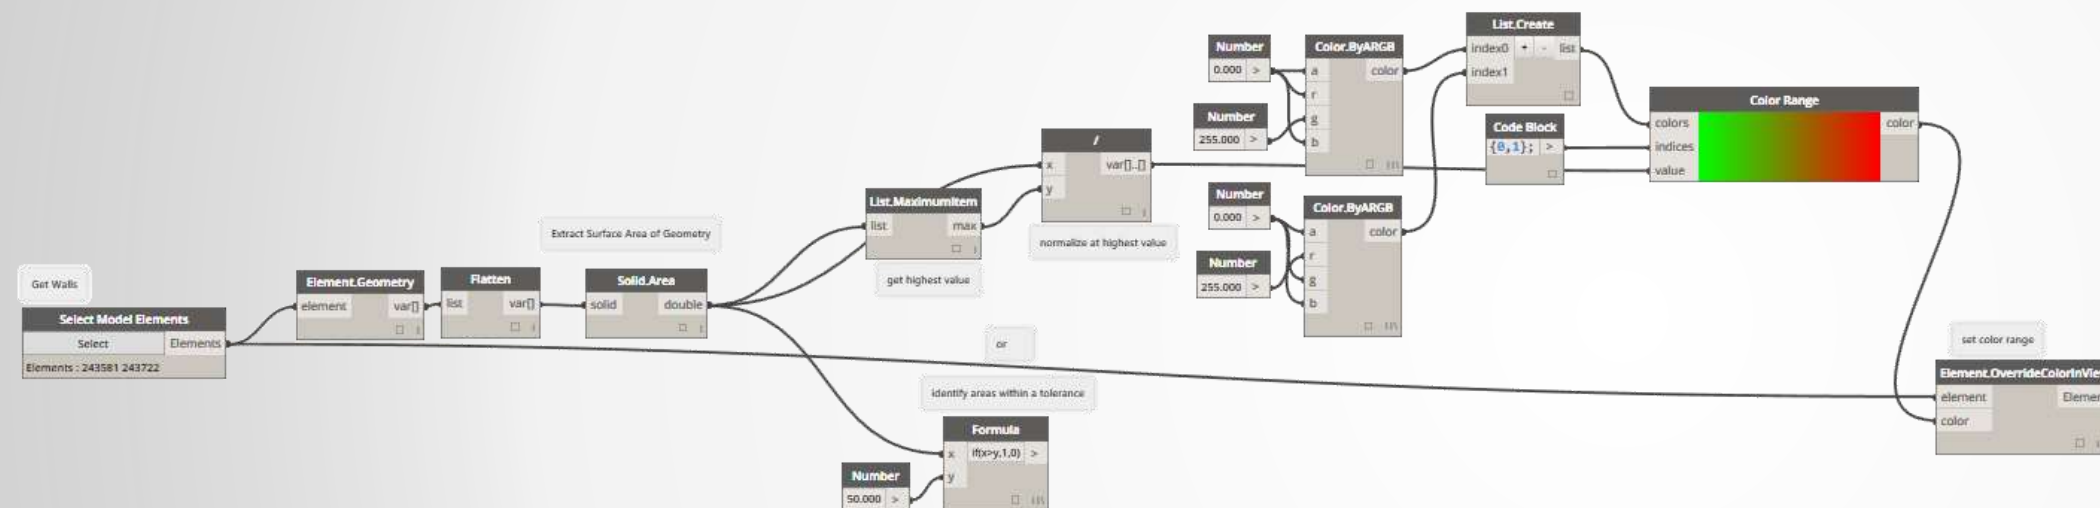 Get Walls
Select Model Elements
Select
Elements
Elements : 243581 243722
Element.Geometry
element
var[]
Flatten
list
var[]
Extract Surface Area of Geometry
Solid.Area
solid
double
List.MaximumItem
list
max
get highest value
/
x
var[]..[]
y
normalize at highest value
or
identify areas within a tolerance
Formula
x
if(x>y,1,0) >
y
Number
50.000 >
Number
0.000 >
Number
255.000 >
Color.ByARGB
a
color
r
g
b
Number
0.000 >
Number
255.000 >
Color.ByARGB
a
color
r
g
b
List.Create
index0 + - list
index1
Code Block
{0,1}; >
Color Range
colors
color
indices
value
set color range
Element.OverrideColorInVie
element
Elemen
color